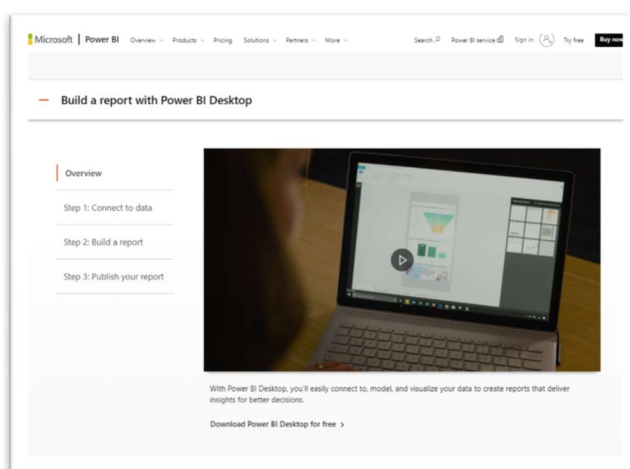 Microsoft | Power BI Overview Products Pricing Solutions Partners More Search Power BI service Sign in Try free Buy now
Build a report with Power BI Desktop
Overview
Step 1: Connect to data
Step 2: Build a report
Step 3: Publish your report
With Power BI Desktop, you'll easily connect to, model, and visualize your data to create reports that deliver
insights for better decisions.
Download Power BI Desktop for free >